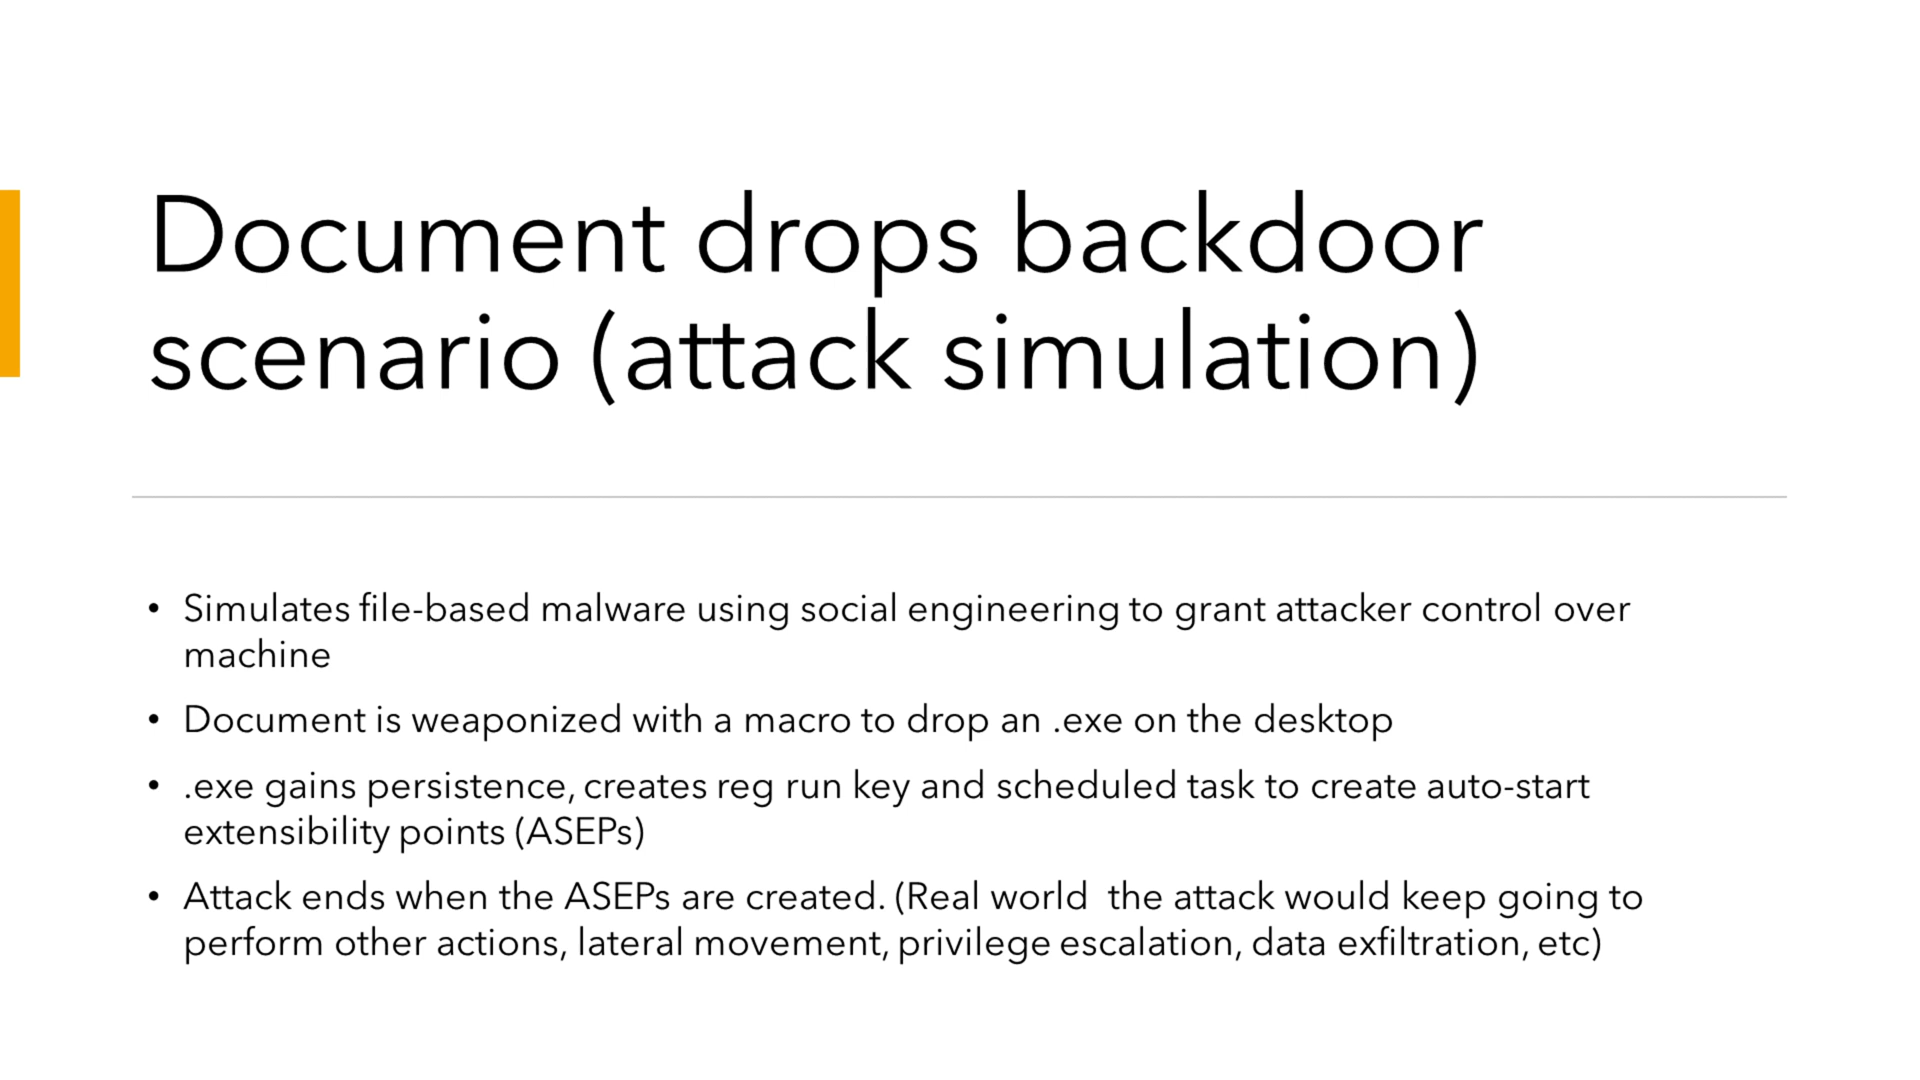 Document drops backdoor
scenario (attack simulation)
• Simulates file-based malware using social engineering to grant attacker control over
machine
• Document is weaponized with a macro to drop an .exe on the desktop
• .exe gains persistence, creates reg run key and scheduled task to create auto-start
extensibility points (ASEPs)
• Attack ends when the ASEPs are created. (Real world  the attack would keep going to
perform other actions, lateral movement, privilege escalation, data exfiltration, etc)